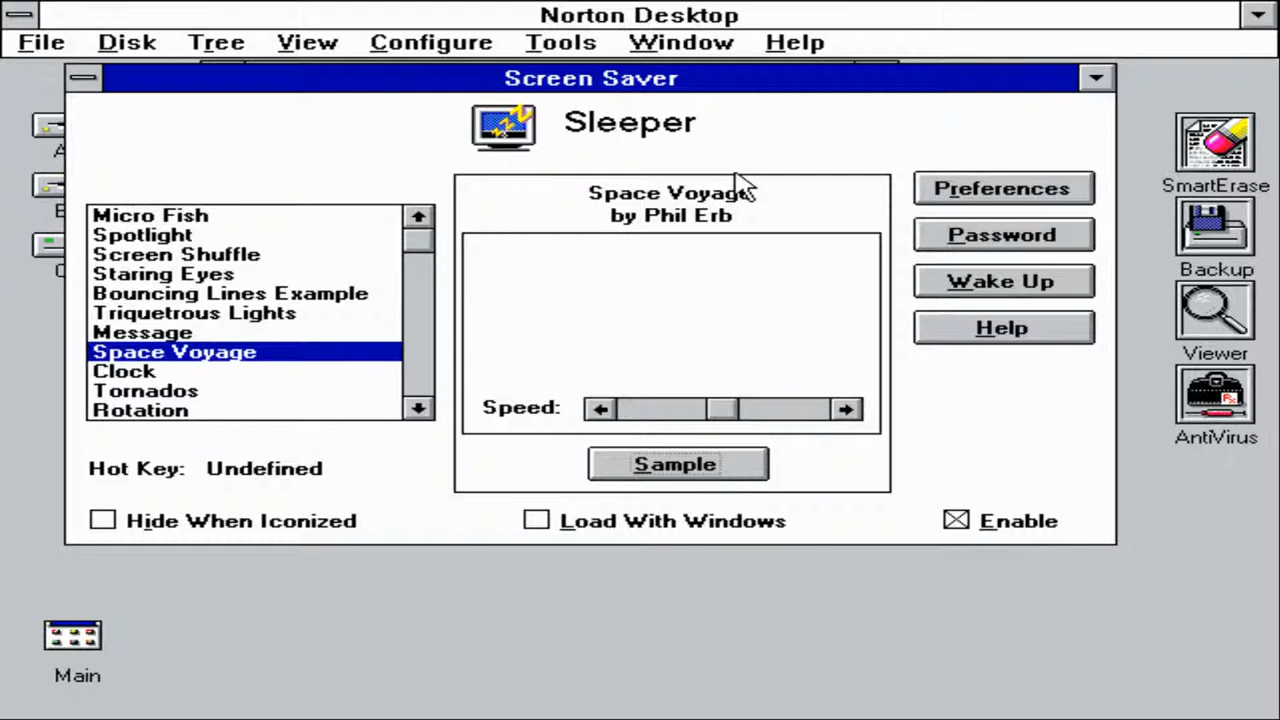 Norton Desktop
File Disk Tree View Configure Tools Window Help
Screen Saver
Sleeper
Micro Fish
Spotlight
Screen Shuffle
Staring Eyes
Bouncing Lines Example
Triquetrous Lights
Message
Space Voyage
Clock
Tornados
Rotation
Hot Key: Undefined
Space Voyage
by Phil Erb
Speed:
Sample
Preferences
Password
Wake Up
Help
Hide When Iconized
Load With Windows
Enable
SmartErase
Backup
Viewer
AntiVirus
Main